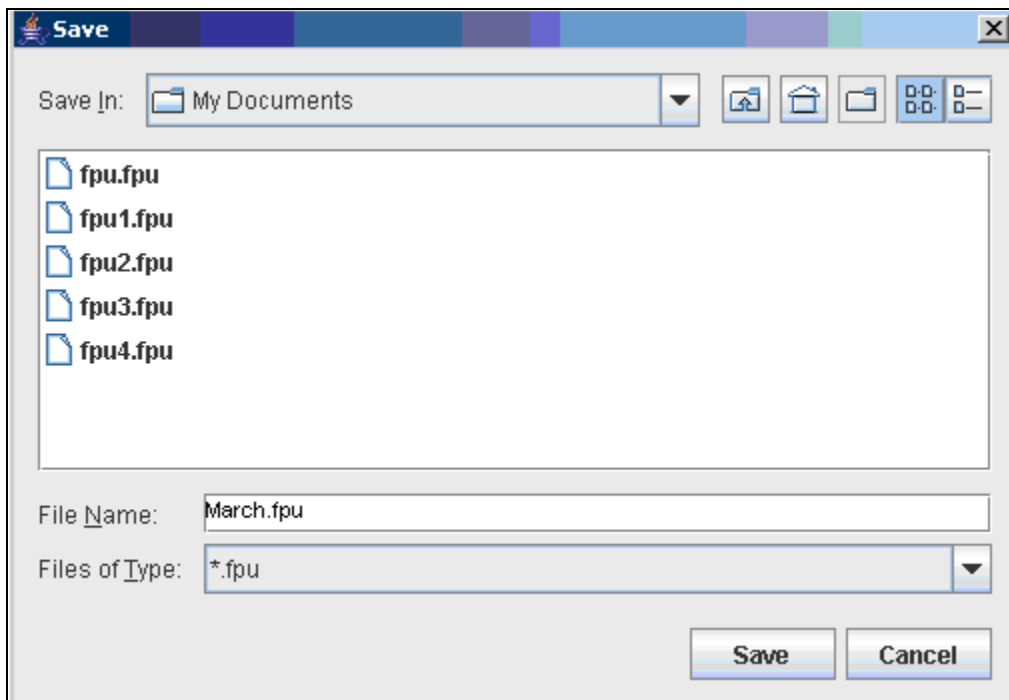 Save
Save In: My Documents
fpu.fpu
fpu1.fpu
fpu2.fpu
fpu3.fpu
fpu4.fpu
File Name: March.fpu
Files of Type: *.fpu
Save Cancel